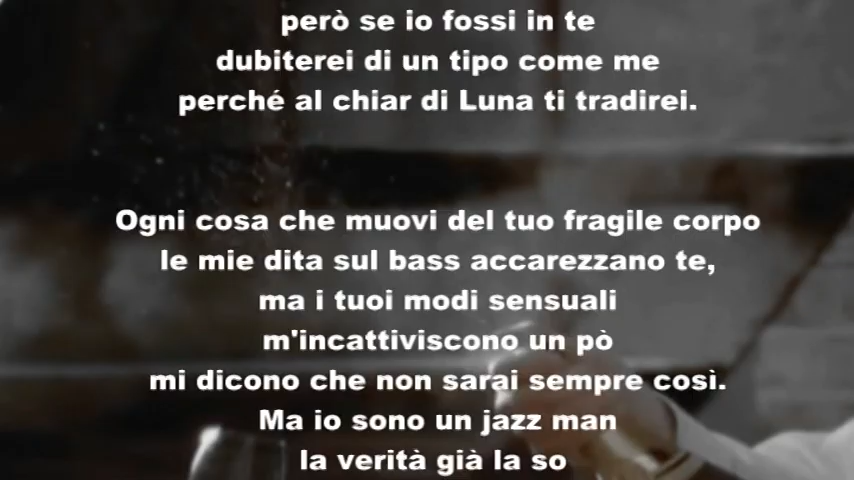 però se io fossi in te
dubiterei di un tipo come me
perché al chiar di Luna ti tradirei.
Ogni cosa che muovi del tuo fragile corpo
le mie dita sul bass accarezzano te,
ma i tuoi modi sensuali
m'incattiviscono un pò
mi dicono che non sarai sempre così.
Ma io sono un jazz man
la verità già la so